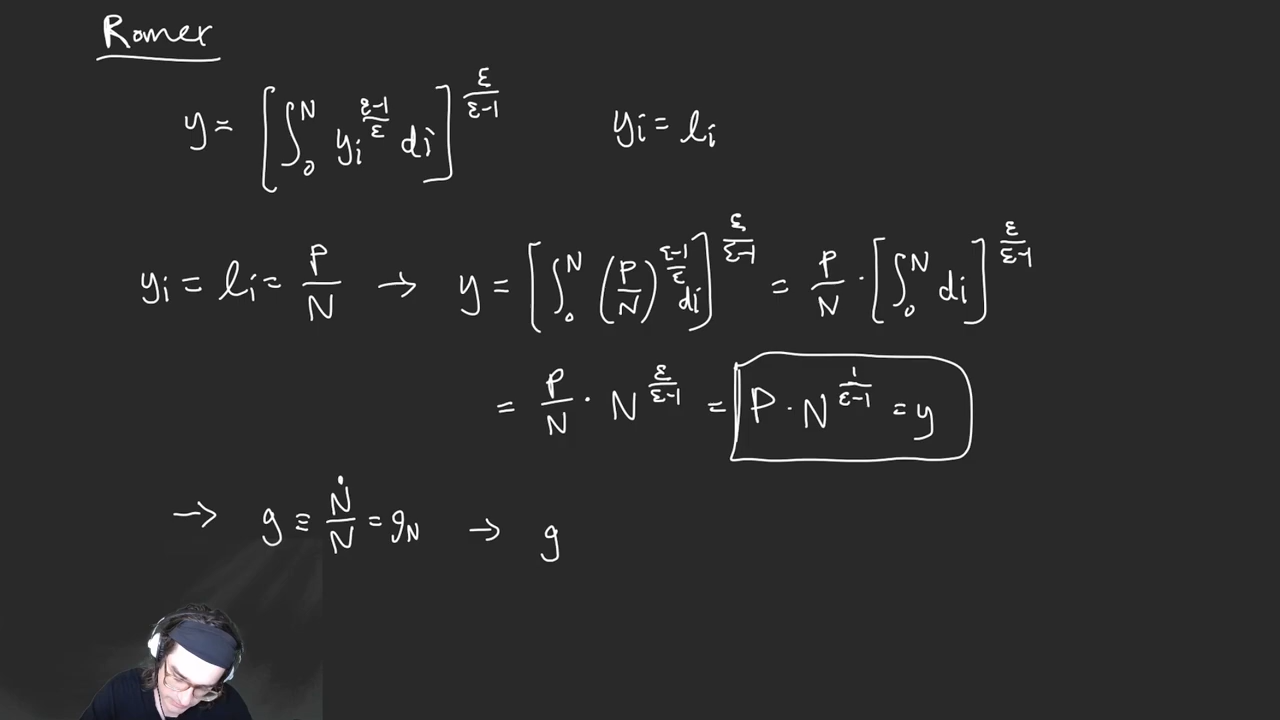 Romer
y = [∫₀ᴺ yᵢ^((ε-1)/ε) di]^(ε/(ε-1))    yᵢ = lᵢ
yᵢ = lᵢ = P/N → y = [∫₀ᴺ (P/N)^((ε-1)/ε) di]^(ε/(ε-1)) = P/N · [∫₀ᴺ di]^(ε/(ε-1))
= P/N · N^(ε/(ε-1)) = P · N^(1/(ε-1)) = y
→ g ≡ Ṅ/N = g_N → g